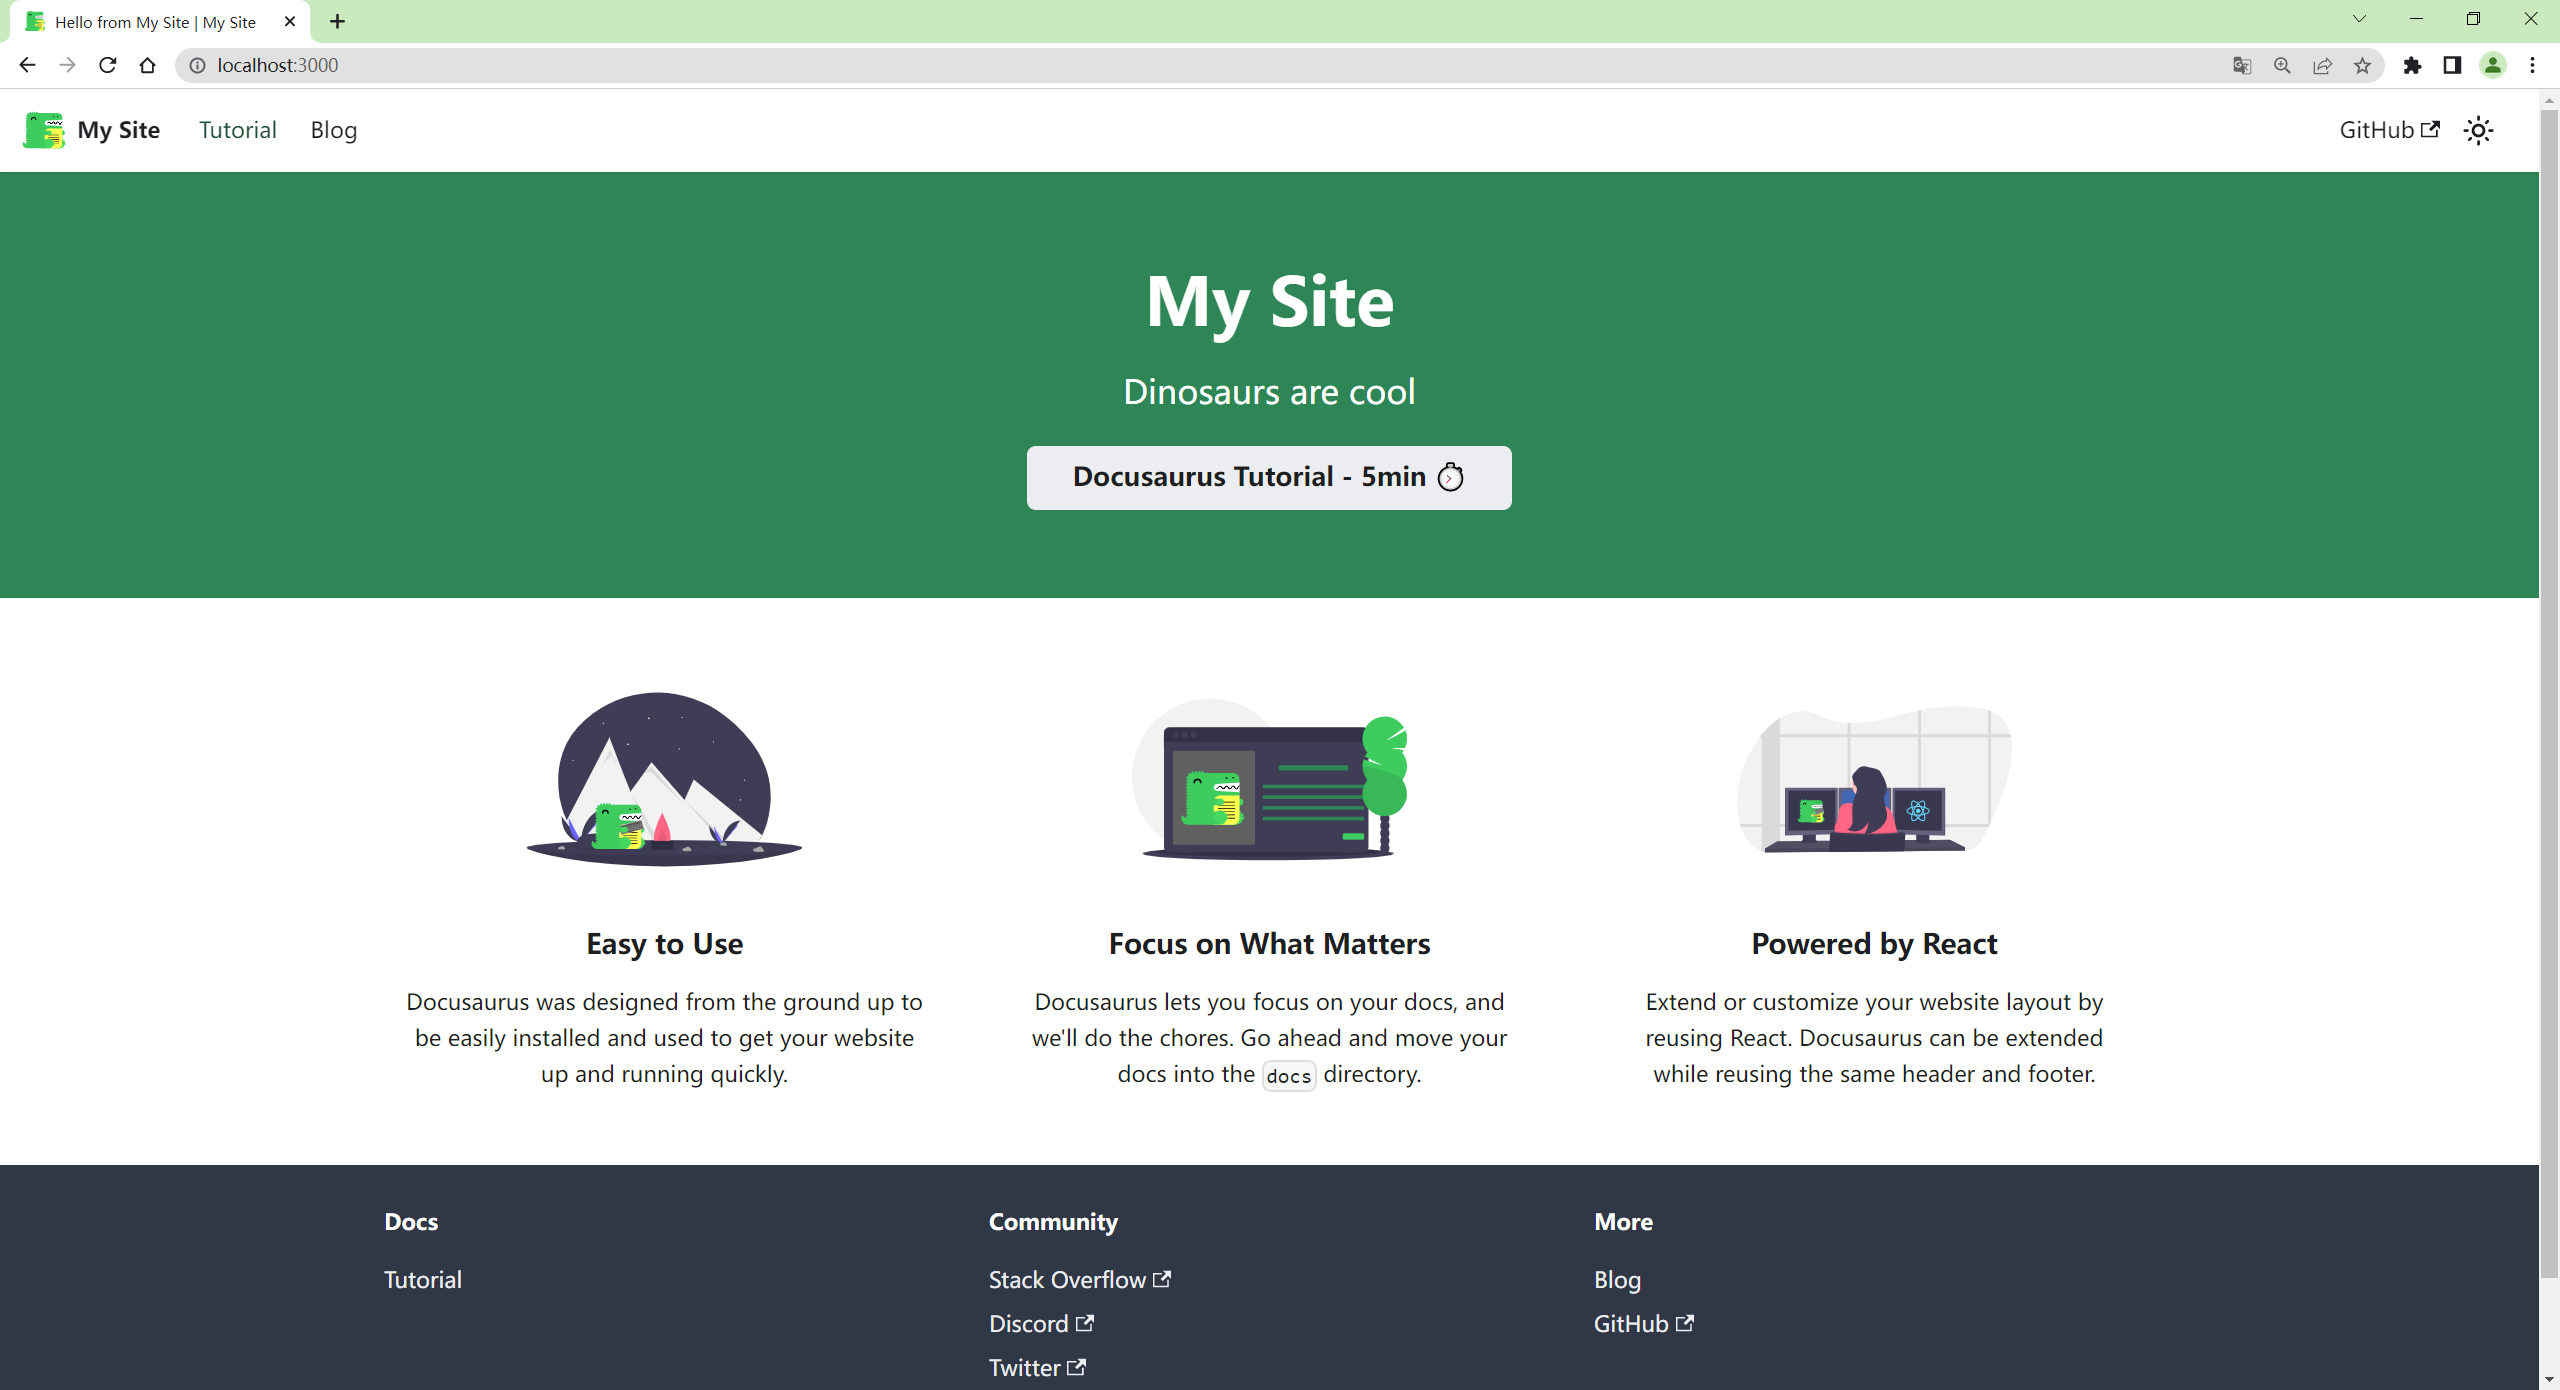 Hello from My Site | My Site
localhost:3000
My Site
Tutorial
Blog
GitHub
My Site
Dinosaurs are cool
Docusaurus Tutorial - 5min
Easy to Use
Docusaurus was designed from the ground up to
be easily installed and used to get your website
up and running quickly.
Focus on What Matters
Docusaurus lets you focus on your docs, and
we'll do the chores. Go ahead and move your
docs into the docs directory.
Powered by React
Extend or customize your website layout by
reusing React. Docusaurus can be extended
while reusing the same header and footer.
Docs
Tutorial
Community
Stack Overflow
Discord
Twitter
More
Blog
GitHub